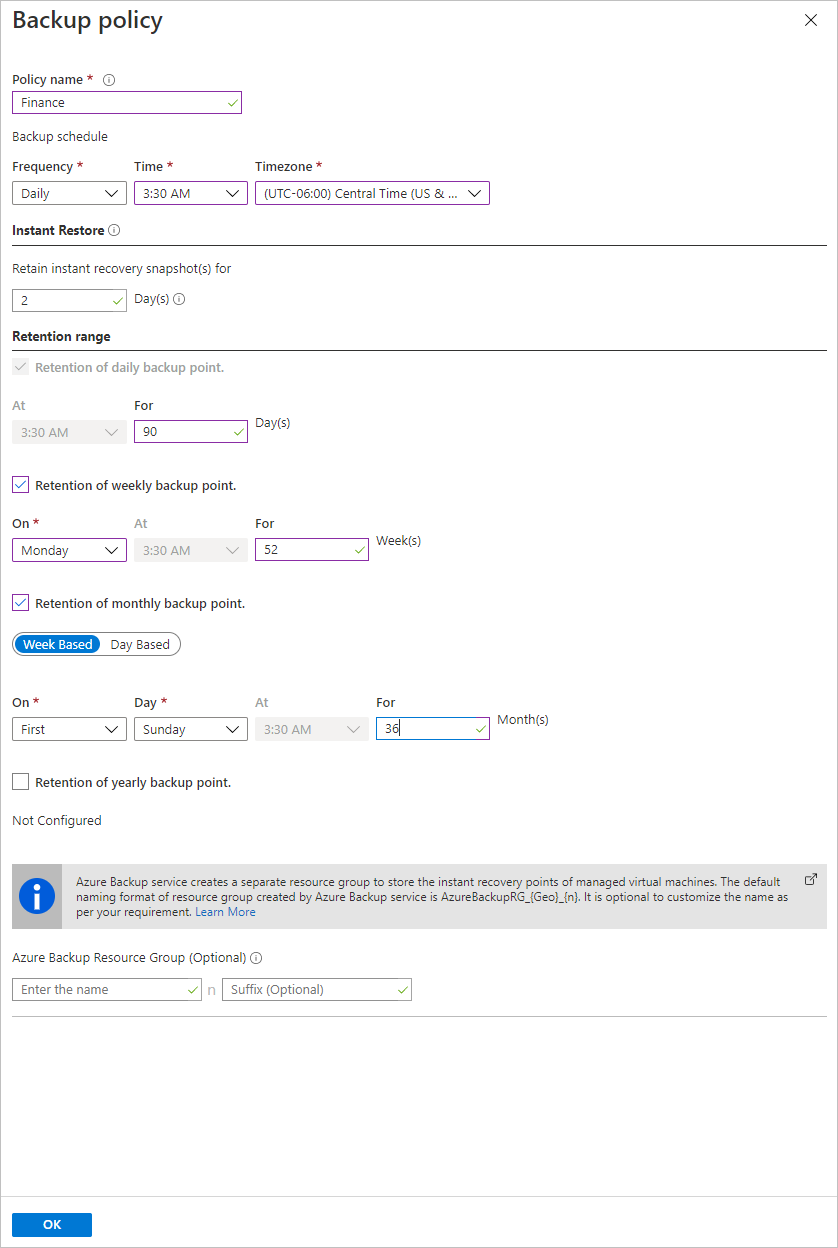 Backup policy
Policy name *
Finance
Backup schedule
Frequency * Time * Timezone *
Daily 3:30 AM (UTC-06:00) Central Time (US & ...
Instant Restore
Retain instant recovery snapshot(s) for
2 Day(s)
Retention range
Retention of daily backup point.
At For
3:30 AM 90 Day(s)
Retention of weekly backup point.
On * At For
Monday 3:30 AM 52 Week(s)
Retention of monthly backup point.
Week Based Day Based
On * Day * At For
First Sunday 3:30 AM 36 Month(s)
Retention of yearly backup point.
Not Configured
Azure Backup service creates a separate resource group to store the instant recovery points of managed virtual machines. The default
naming format of resource group created by Azure Backup service is AzureBackupRG_{Geo}_{n}. It is optional to customize the name as
per your requirement. Learn More
Azure Backup Resource Group (Optional)
Enter the name n Suffix (Optional)
OK